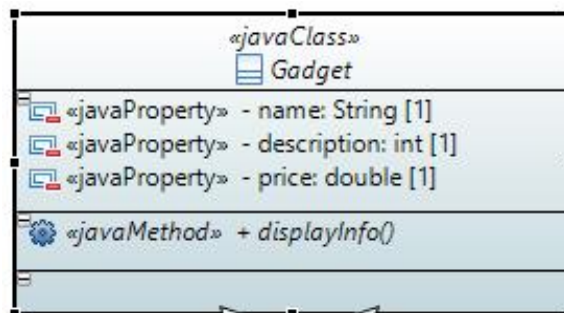 «javaClass»
Gadget
«javaProperty» - name: String [1]
«javaProperty» - description: int [1]
«javaProperty» - price: double [1]
«javaMethod» + displayInfo()